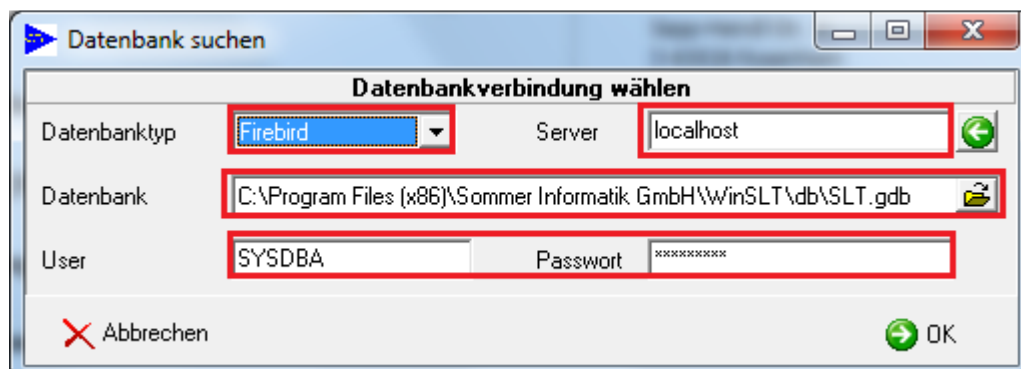 Datenbank suchen
Datenbankverbindung wählen
Datenbanktyp Firebird Server localhost
Datenbank C:\Program Files (x86)\Sommer Informatik GmbH\WinSLT\db\SLT.gdb
User SYSDBA Passwort *********
Abbrechen OK